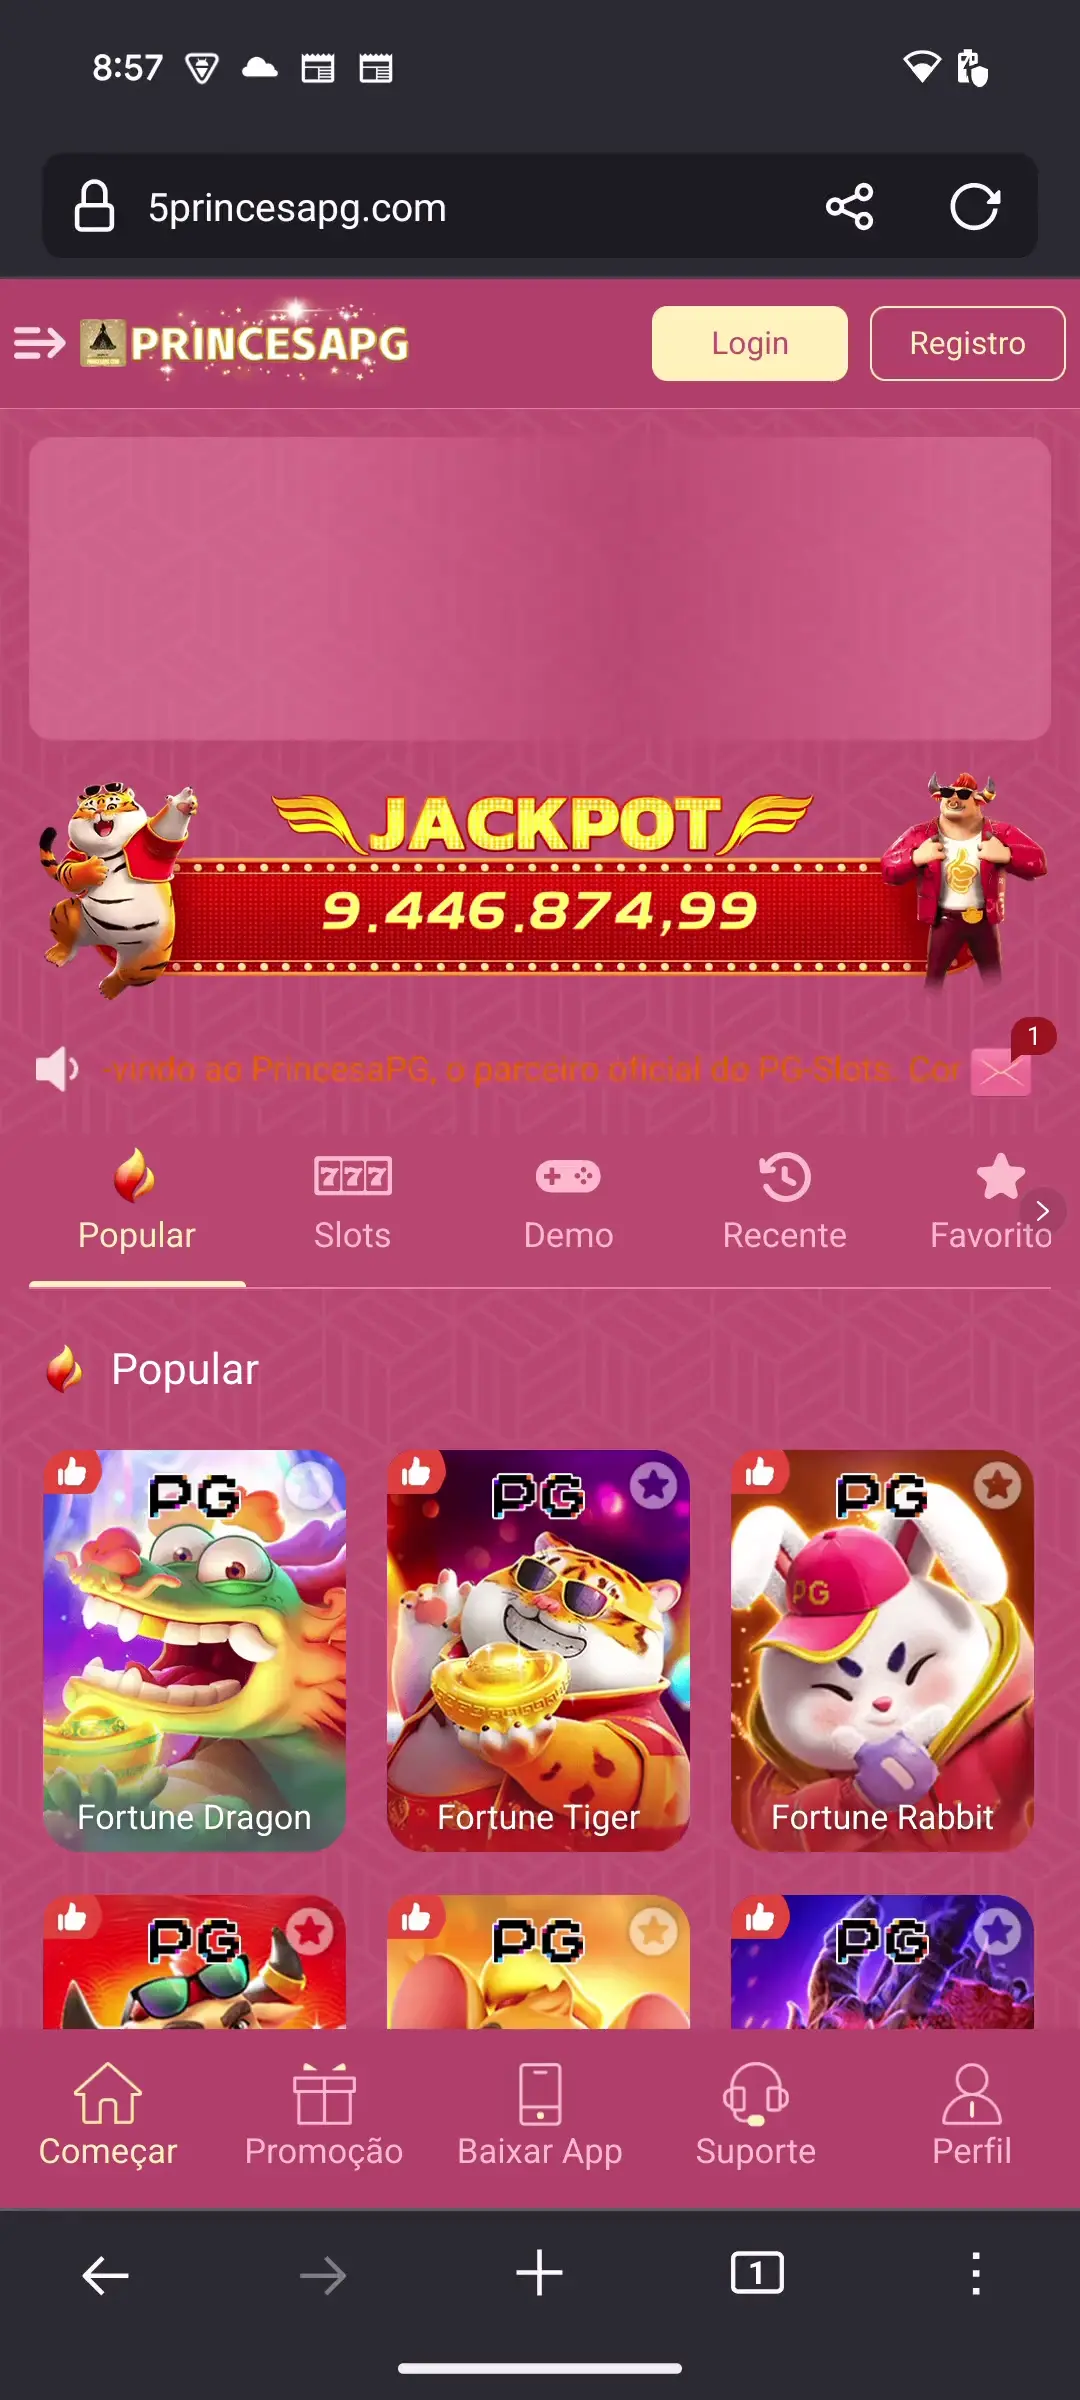 8:57
5princesapg.com
PRINCESAPG
Login
Registro
JACKPOT
9.446.874,99
-vindo ao PrincesaPG, o parceiro oficial do PG-Slots. Cor
1
777
Popular
Slots
Demo
Recente
Favorito
Popular
PG
PG
PG
PG
Fortune Dragon
Fortune Tiger
Fortune Rabbit
PG
PG
PG
Começar
Promoção
Baixar App
Suporte
Perfil
1